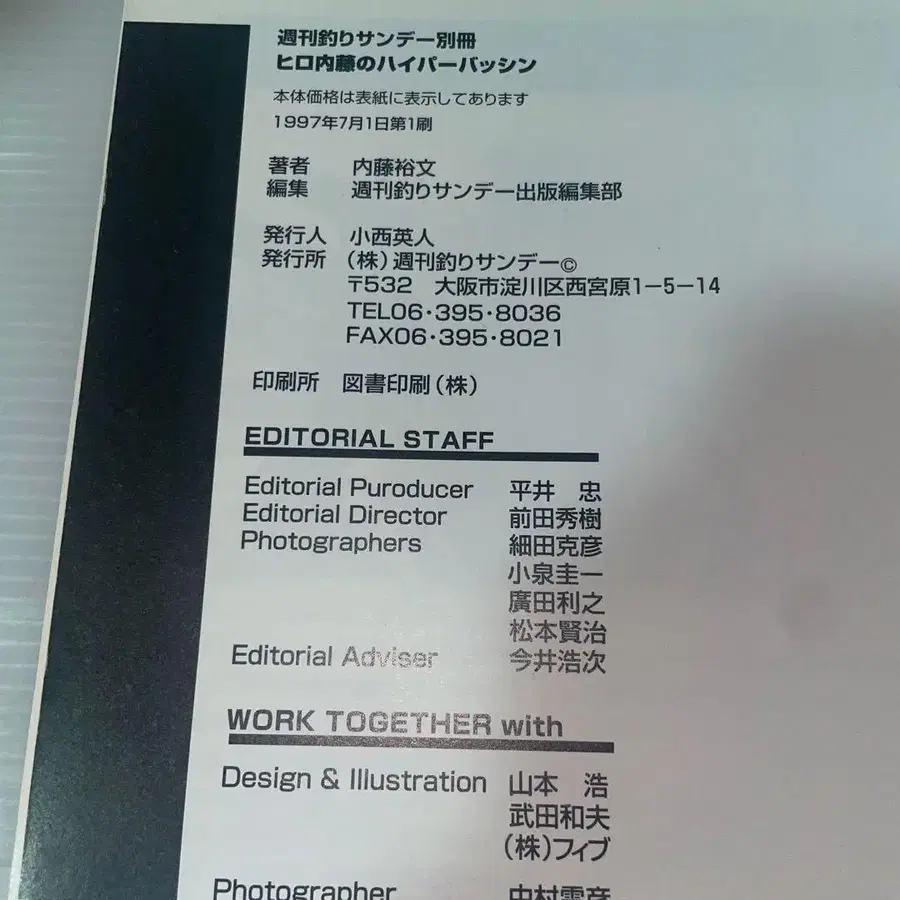 週刊釣りサンデー別冊
ヒロ内藤のハイパーバッシン
本体価格は表紙に表示してあります
1997年7月1日第1刷
著者 内藤裕文
編集 週刊釣りサンデー出版編集部
発行人 小西英人
発行所 (株)週刊釣りサンデー©
〒532 大阪市淀川区西宮原1-5-14
TEL06・395・8036
FAX06・395・8021
印刷所 図書印刷(株)
EDITORIAL STAFF
Editorial Puroducer 平井 忠
Editorial Director 前田秀樹
Photographers 細田克彦
小泉圭一
廣田利之
松本賢治
Editorial Adviser 今井浩次
WORK TOGETHER with
Design & Illustration 山本 浩
武田和夫
(株)フィブ
Photographer